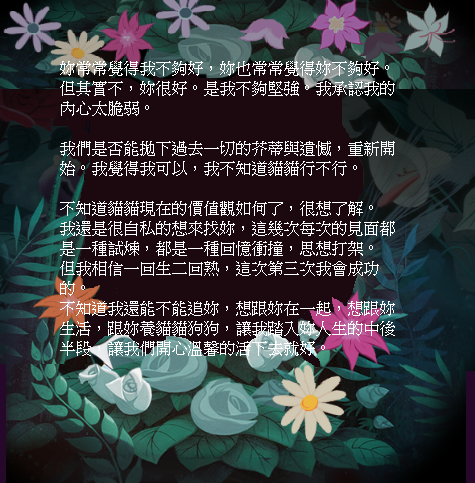 妳常常覺得我不夠好，妳也常常覺得妳不夠好。
但其實不，妳很好。是我不夠堅強。我承認我的
內心太脆弱。
我們是否能拋下過去一切的芥蒂與遺憾，重新開
始。我覺得我可以，我不知道貓貓行不行。
不知道貓貓現在的價值觀如何了，很想了解。
我還是很自私的想來找妳，這幾次每次的見面都
是一種試煉，都是一種回憶衝撞，思想打架。
但我相信一回生二回熟，這次第三次我會成功
的。
不知道我還能不能追妳，想跟妳在一起，想跟妳
生活，跟妳養貓貓狗狗，讓我踏入妳人生的中後
半段，讓我們開心溫馨的活下去就好。